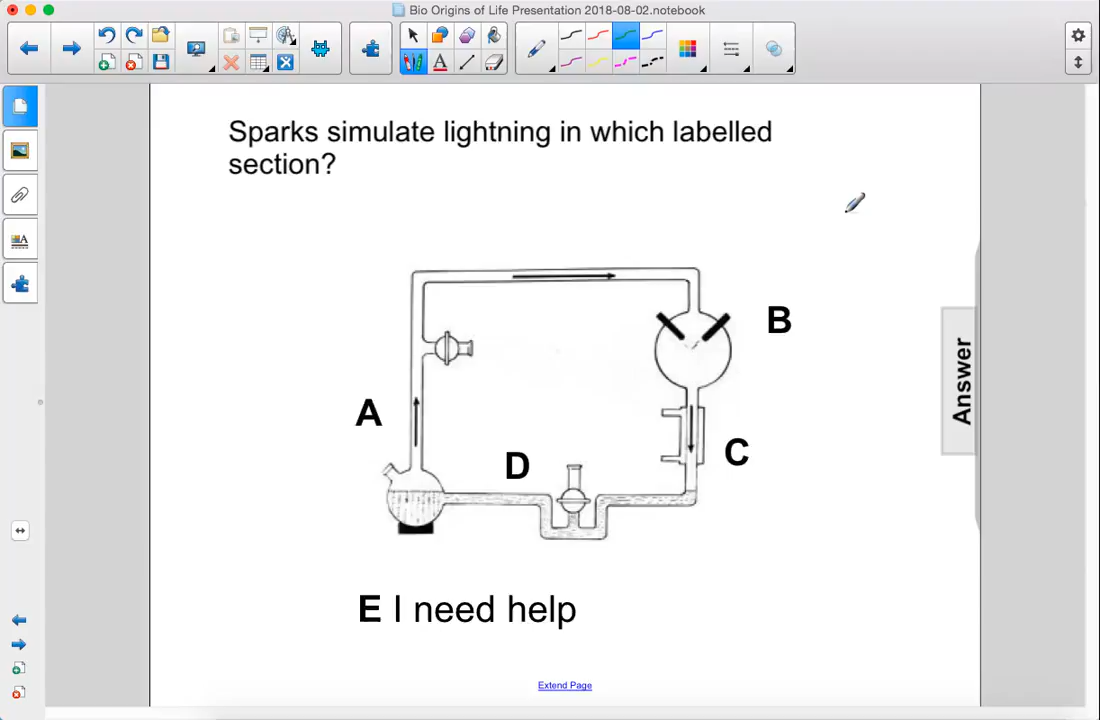 Bio Origins of Life Presentation 2018-08-02.notebook
Sparks simulate lightning in which labelled
section?
B
A
C
D
Answer
E I need help
Extend Page